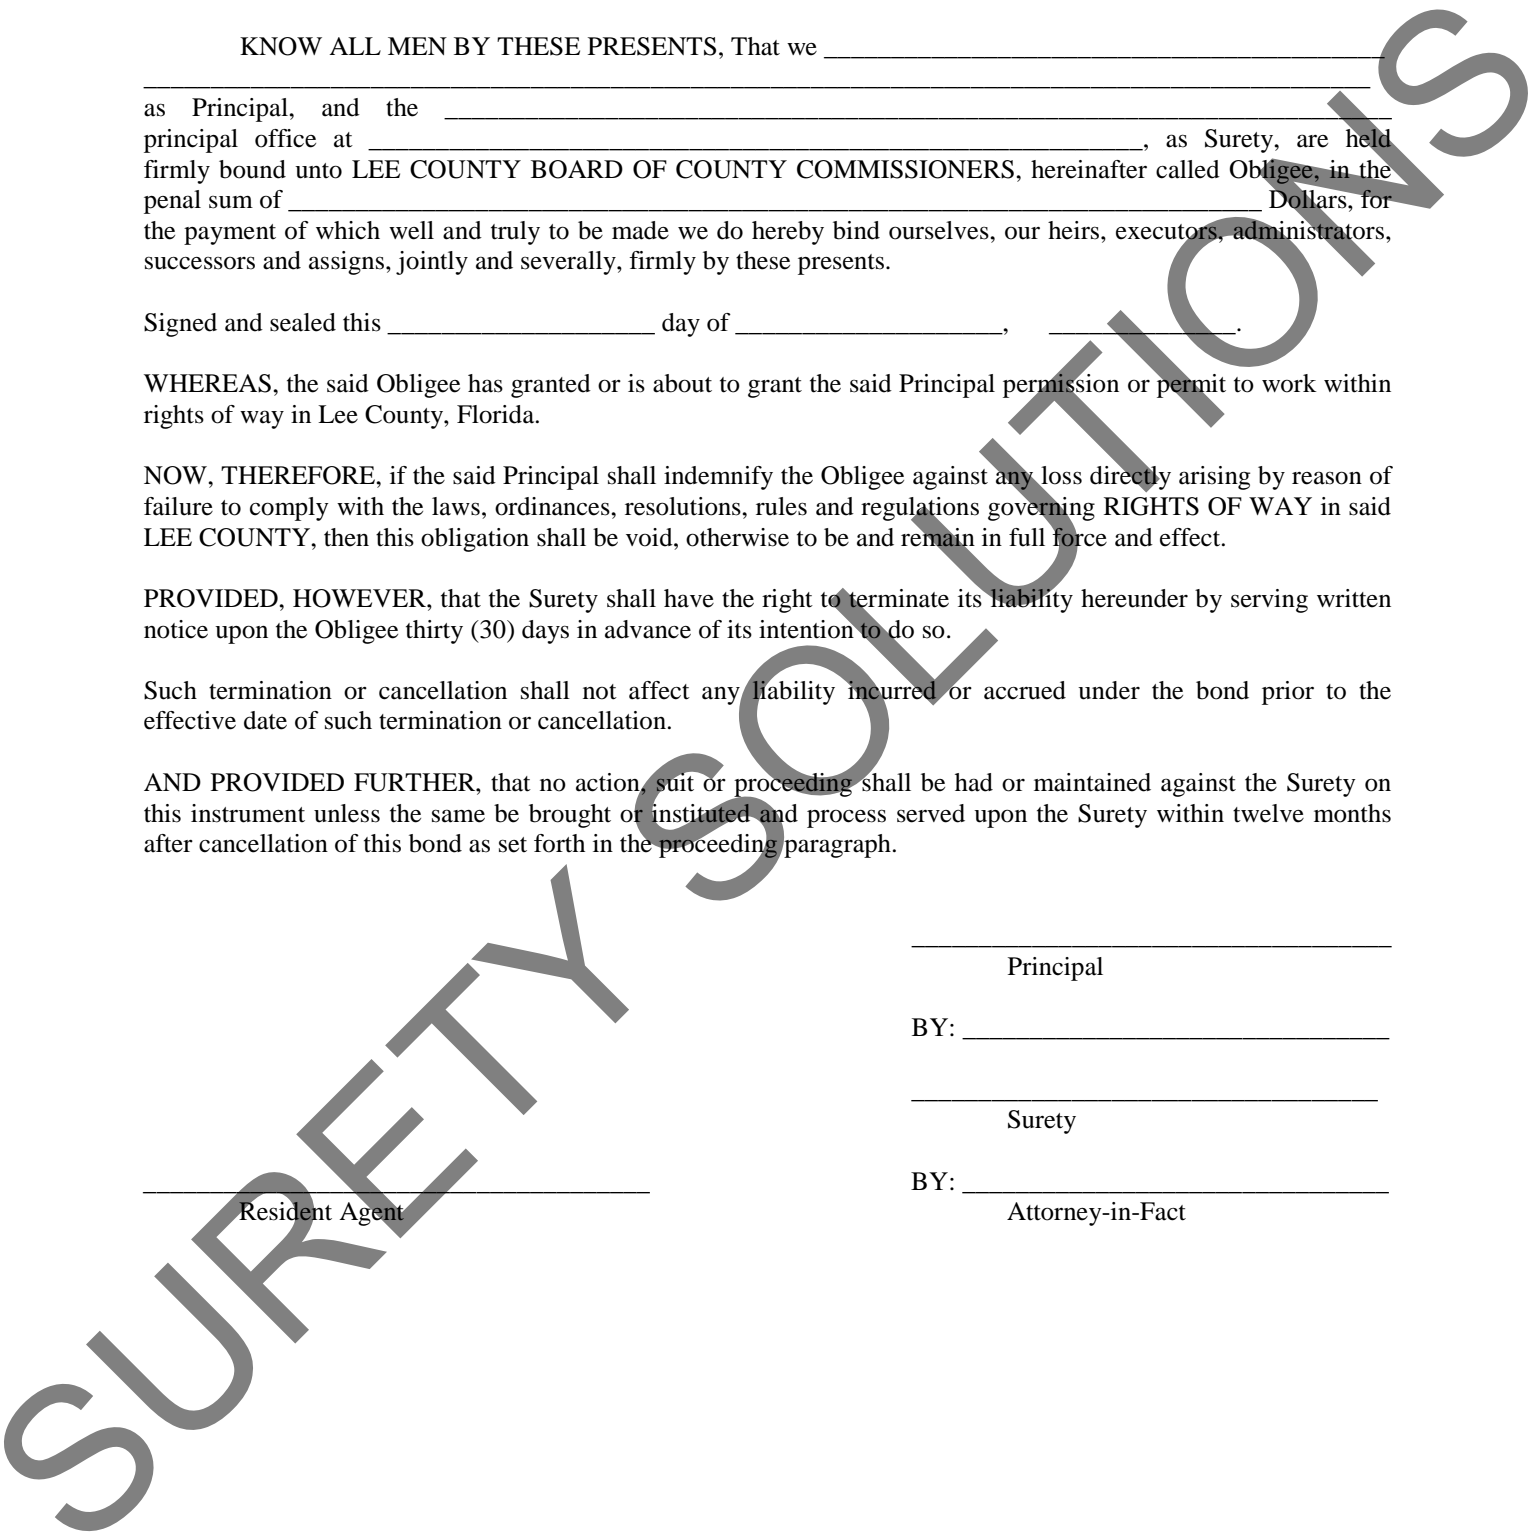 KNOW ALL MEN BY THESE PRESENTS, That we __________________________________________
____________________________________________________________________________________________
as Principal, and the _______________________________________________________________________
principal office at __________________________________________________________, as Surety, are held
firmly bound unto LEE COUNTY BOARD OF COUNTY COMMISSIONERS, hereinafter called Obligee, in the
penal sum of _________________________________________________________________________ Dollars, for
the payment of which well and truly to be made we do hereby bind ourselves, our heirs, executors, administrators,
successors and assigns, jointly and severally, firmly by these presents.
Signed and sealed this ____________________ day of ____________________, ______________.
WHEREAS, the said Obligee has granted or is about to grant the said Principal permission or permit to work within
rights of way in Lee County, Florida.
NOW, THEREFORE, if the said Principal shall indemnify the Obligee against any loss directly arising by reason of
failure to comply with the laws, ordinances, resolutions, rules and regulations governing RIGHTS OF WAY in said
LEE COUNTY, then this obligation shall be void, otherwise to be and remain in full force and effect.
PROVIDED, HOWEVER, that the Surety shall have the right to terminate its liability hereunder by serving written
notice upon the Obligee thirty (30) days in advance of its intention to do so.
Such termination or cancellation shall not affect any liability incurred or accrued under the bond prior to the
effective date of such termination or cancellation.
AND PROVIDED FURTHER, that no action, suit or proceeding shall be had or maintained against the Surety on
this instrument unless the same be brought or instituted and process served upon the Surety within twelve months
after cancellation of this bond as set forth in the proceeding paragraph.
____________________________________
Principal
BY: ________________________________
___________________________________
Surety
______________________________________ BY: ________________________________
Resident Agent Attorney-in-Fact
SURETY SOLUTIONS